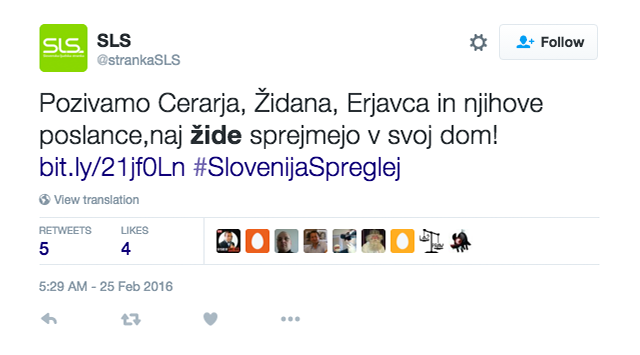 SLS.
SLS
@strankaSLS
Follow
Pozivamo Cerarja, Židana, Erjavca in njihove
poslance,naj žide sprejmejo v svoj dom!
bit.ly/21jf0Ln #SlovenijaSpreglej
View translation
RETWEETS LIKES
5 4
5:29 AM - 25 Feb 2016